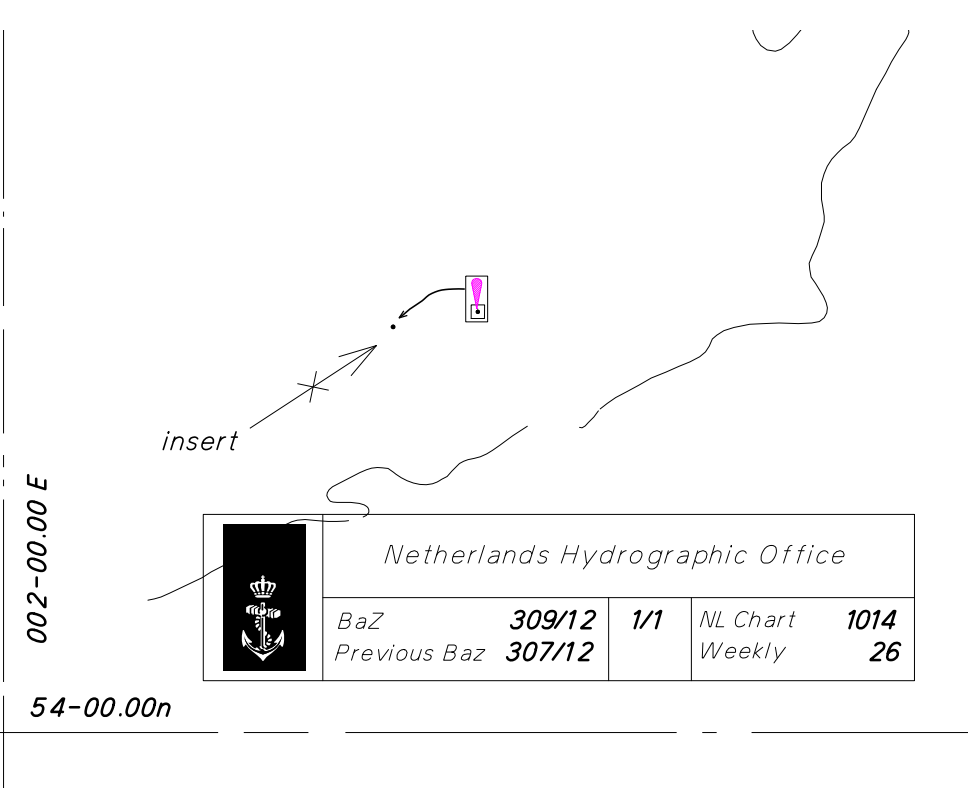 insert
002-00.00 E
Netherlands Hydrographic Office
BaZ 309/12 1/1 NL Chart 1014
Previous Baz 307/12 Weekly 26
54-00.00n